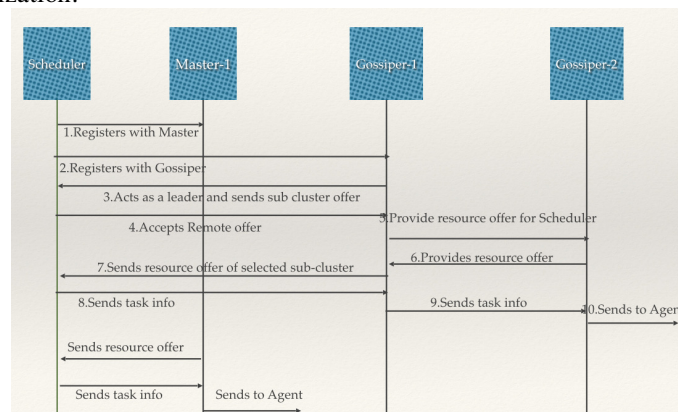 ization.
Scheduler Master-1 Gossiper-1 Gossiper-2
1.Registers with Master
2.Registers with Gossiper
3.Acts as a leader and sends sub cluster offer
4.Accepts Remote offer
5.Provide resource offer for Scheduler
6.Provides resource offer
7.Sends resource offer of selected sub-cluster
8.Sends task info
9.Sends task info
10.Sends to Agen
Sends resource offer
Sends task info
Sends to Agent